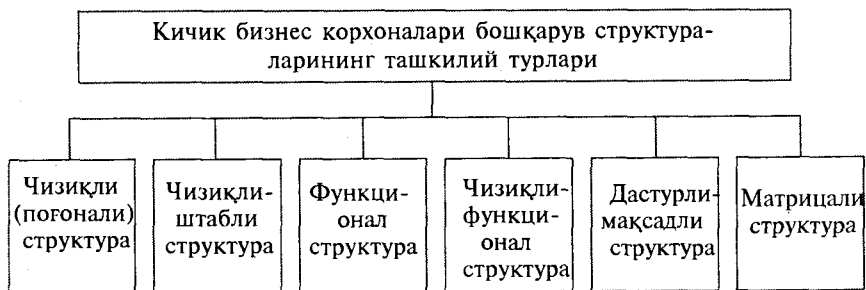 Кичик бизнес корхоналари бошқарув структура-
ларининг ташкилий турлари
Чизиқли
(поғонали)
структура
Чизиқли-
штабли
структура
Функци-
онал
структура
Чизиқли-
функци-
онал
структура
Дастурли-
мақсадли
структура
Матрицали
структура